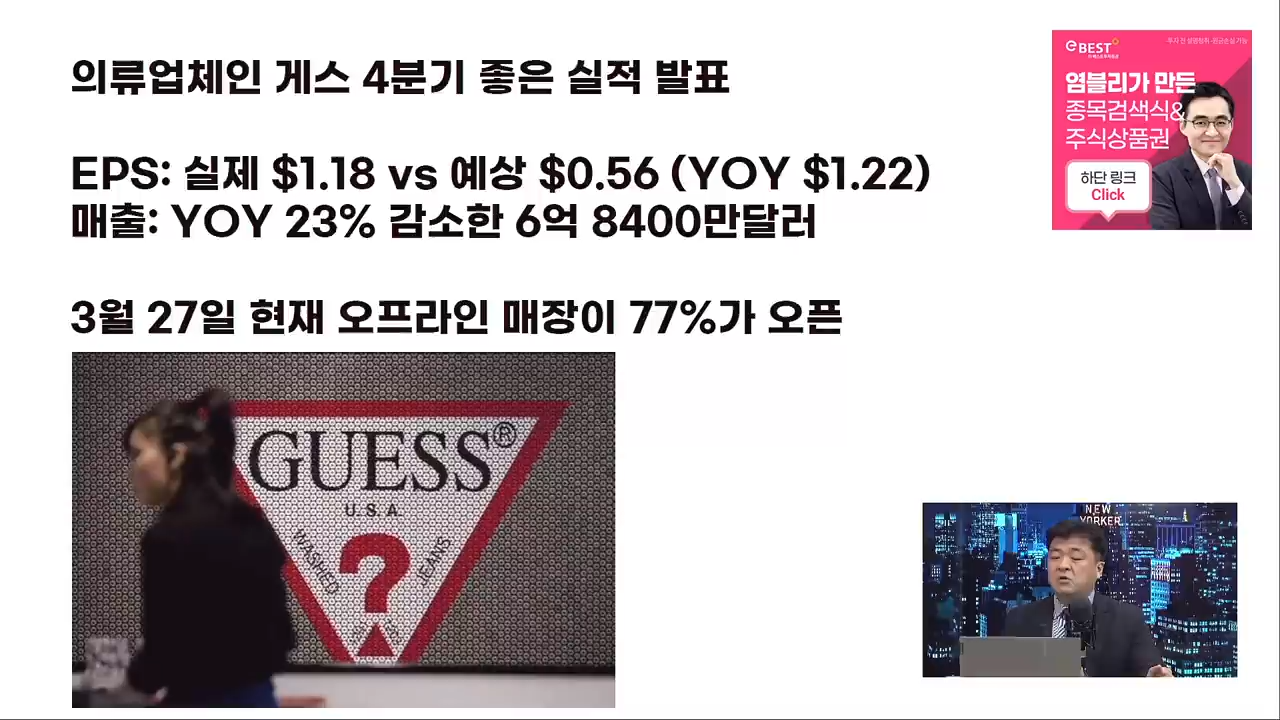 의류업체인 게스 4분기 좋은 실적 발표
EPS: 실제 $1.18 vs 예상 $0.56 (YOY $1.22)
매출: YOY 23% 감소한 6억 8400만달러
3월 27일 현재 오프라인 매장이 77%가 오픈
GUESS®
U.S.A.
WASHED
JEANS
?
eBEST
염블리가 만든
종목검색식&
주식상품권
하단 링크
Click
NEW
YORKER